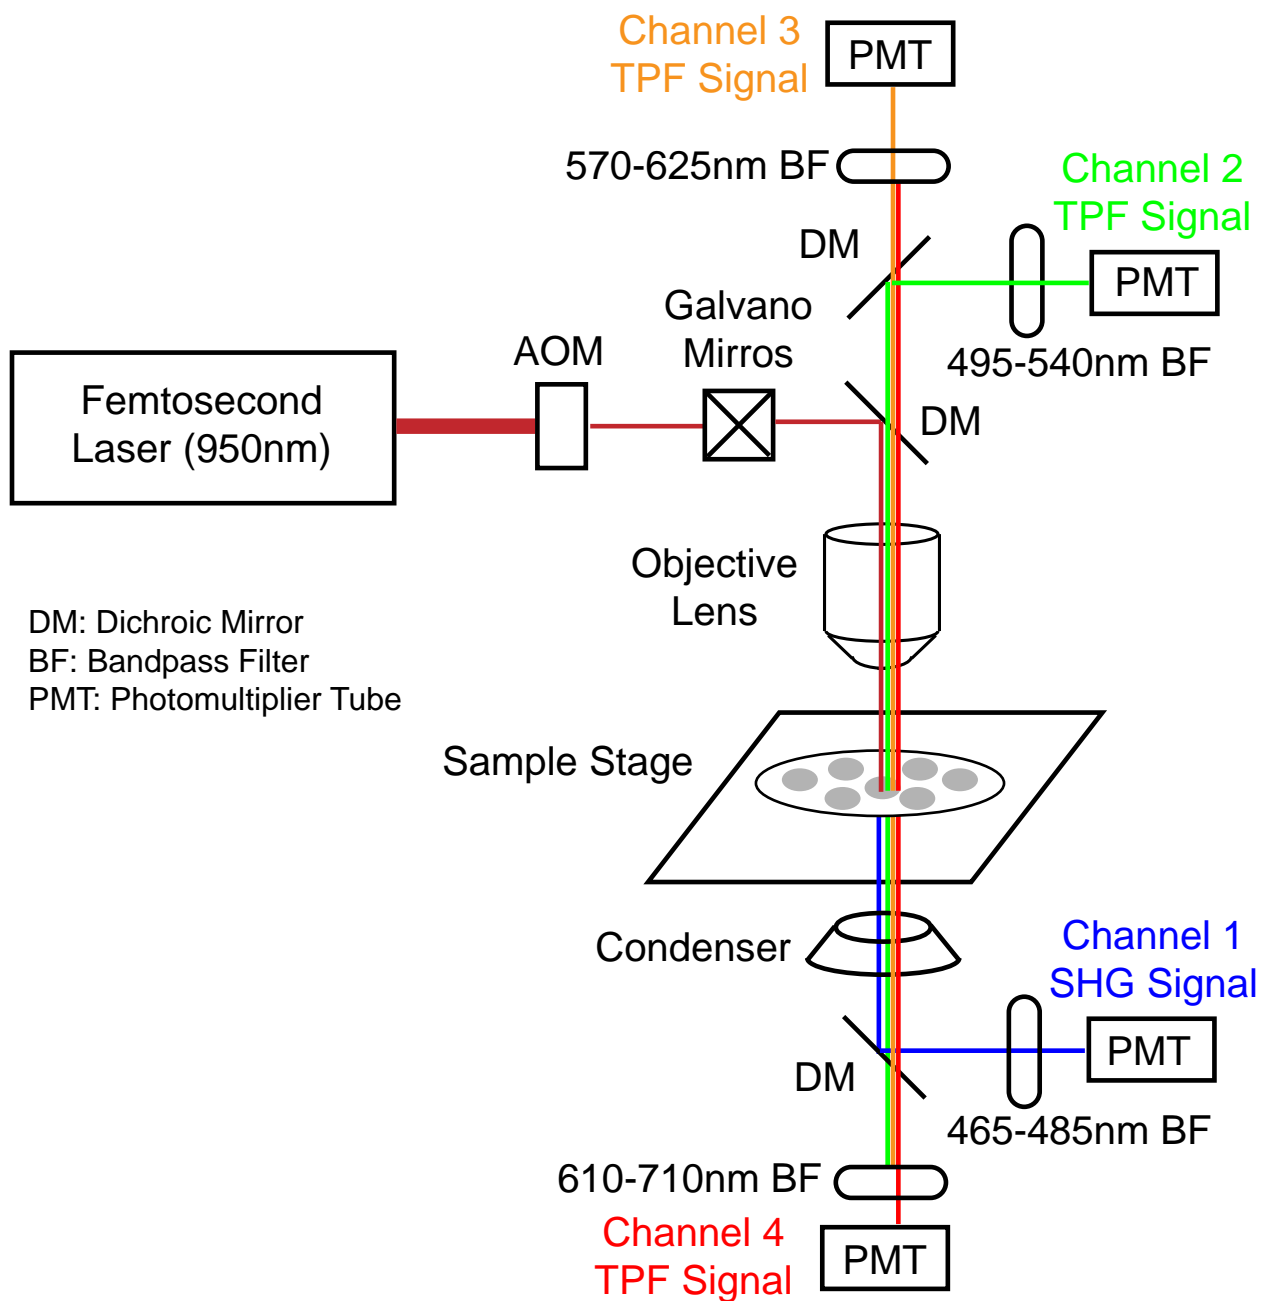 Channel 3
TPF Signal
PMT
570-625nm BF
Channel 2
TPF Signal
DM
PMT
Galvano
Mirros
AOM
495-540nm BF
Femtosecond
Laser (950nm)
DM
Objective
Lens
DM: Dichroic Mirror
BF: Bandpass Filter
PMT: Photomultiplier Tube
Sample Stage
Condenser
Channel 1
SHG Signal
PMT
DM
465-485nm BF
610-710nm BF
Channel 4
TPF Signal
PMT